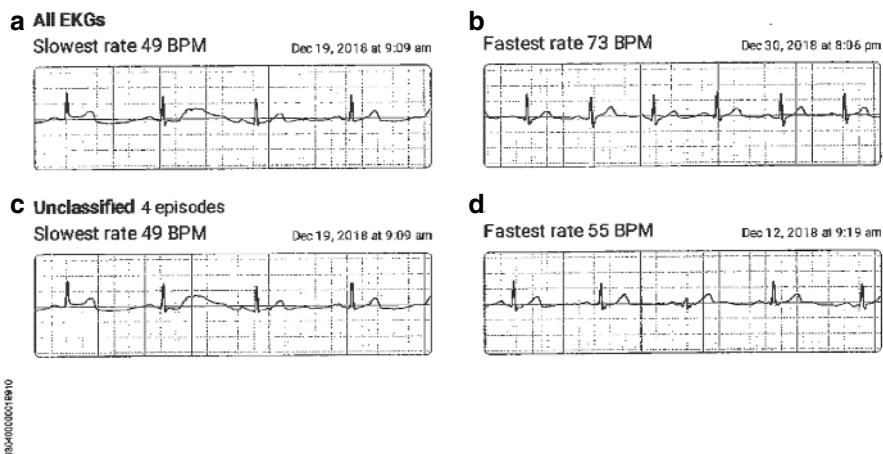 a All EKGs
Slowest rate 49 BPM Dec 19, 2018 at 9:09 am
b
Fastest rate 73 BPM Dec 30, 2018 at 8:06 pm
c Unclassified 4 episodes
Slowest rate 49 BPM Dec 19, 2018 at 9:09 am
d
Fastest rate 55 BPM Dec 12, 2018 at 9:19 am